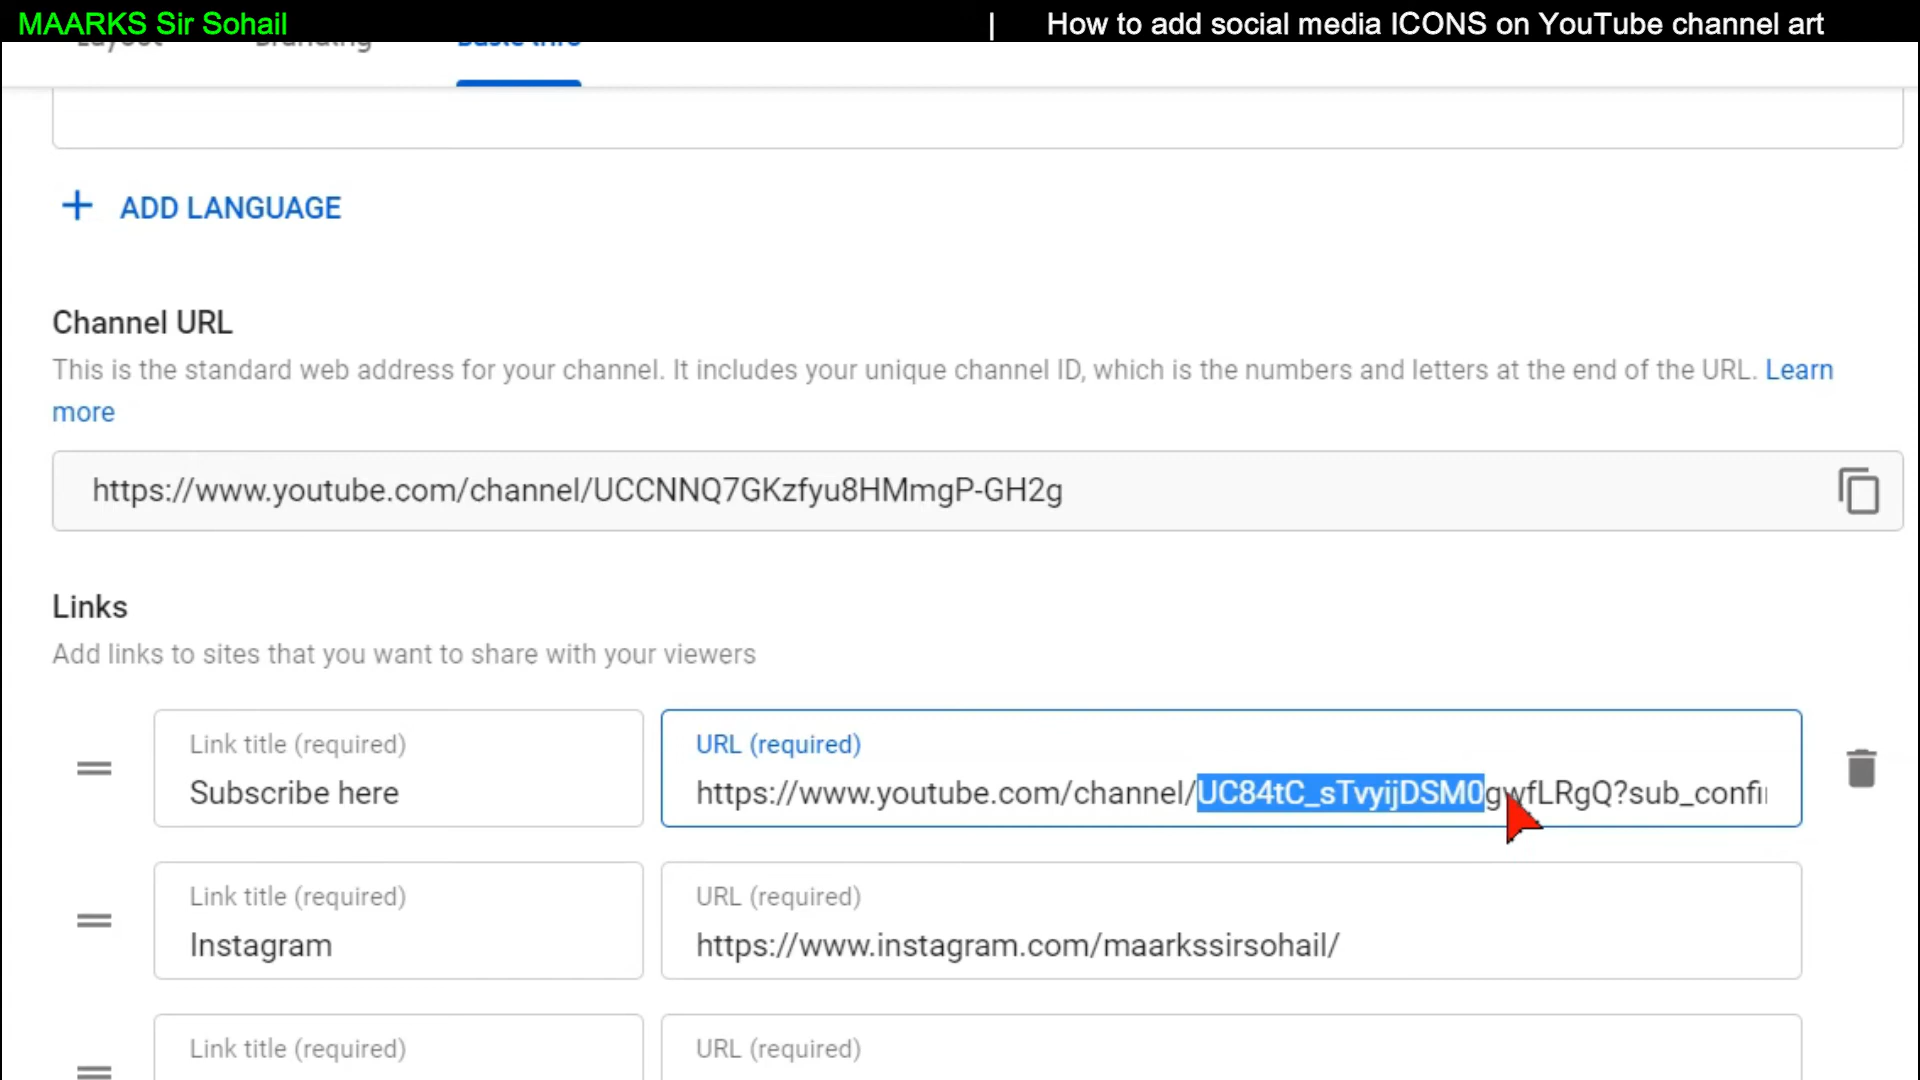 MAARKS Sir Sohail | How to add social media ICONS on YouTube channel art
Layout Branding Basic info
ADD LANGUAGE
Channel URL
This is the standard web address for your channel. It includes your unique channel ID, which is the numbers and letters at the end of the URL. Learn
more
https://www.youtube.com/channel/UCCNNQ7GKzfyu8HMmgP-GH2g
Links
Add links to sites that you want to share with your viewers
Link title (required) URL (required)
Subscribe here https://www.youtube.com/channel/UC84tC_sTvyijDSM0gwfLRgQ?sub_confi
Link title (required) URL (required)
Instagram https://www.instagram.com/maarkssirsohail/
Link title (required) URL (required)